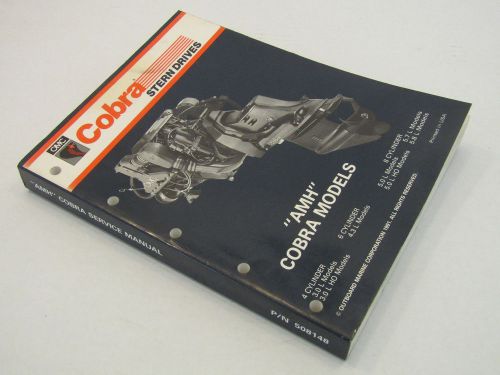 OMC
Cobra
STERN DRIVES
"AMH"
COBRA MODELS
4 CYLINDER
3.0 L Models
3.0 L HO Models
6 CYLINDER
4.3 L Models
8 CYLINDER
5.0 L Models
5.0 L HO Models
5.7 L Models
5.8 L Models
© OUTBOARD MARINE CORPORATION 1991, ALL RIGHTS RESERVED
Printed in USA
"AMH" COBRA SERVICE MANUAL
P/N 508148